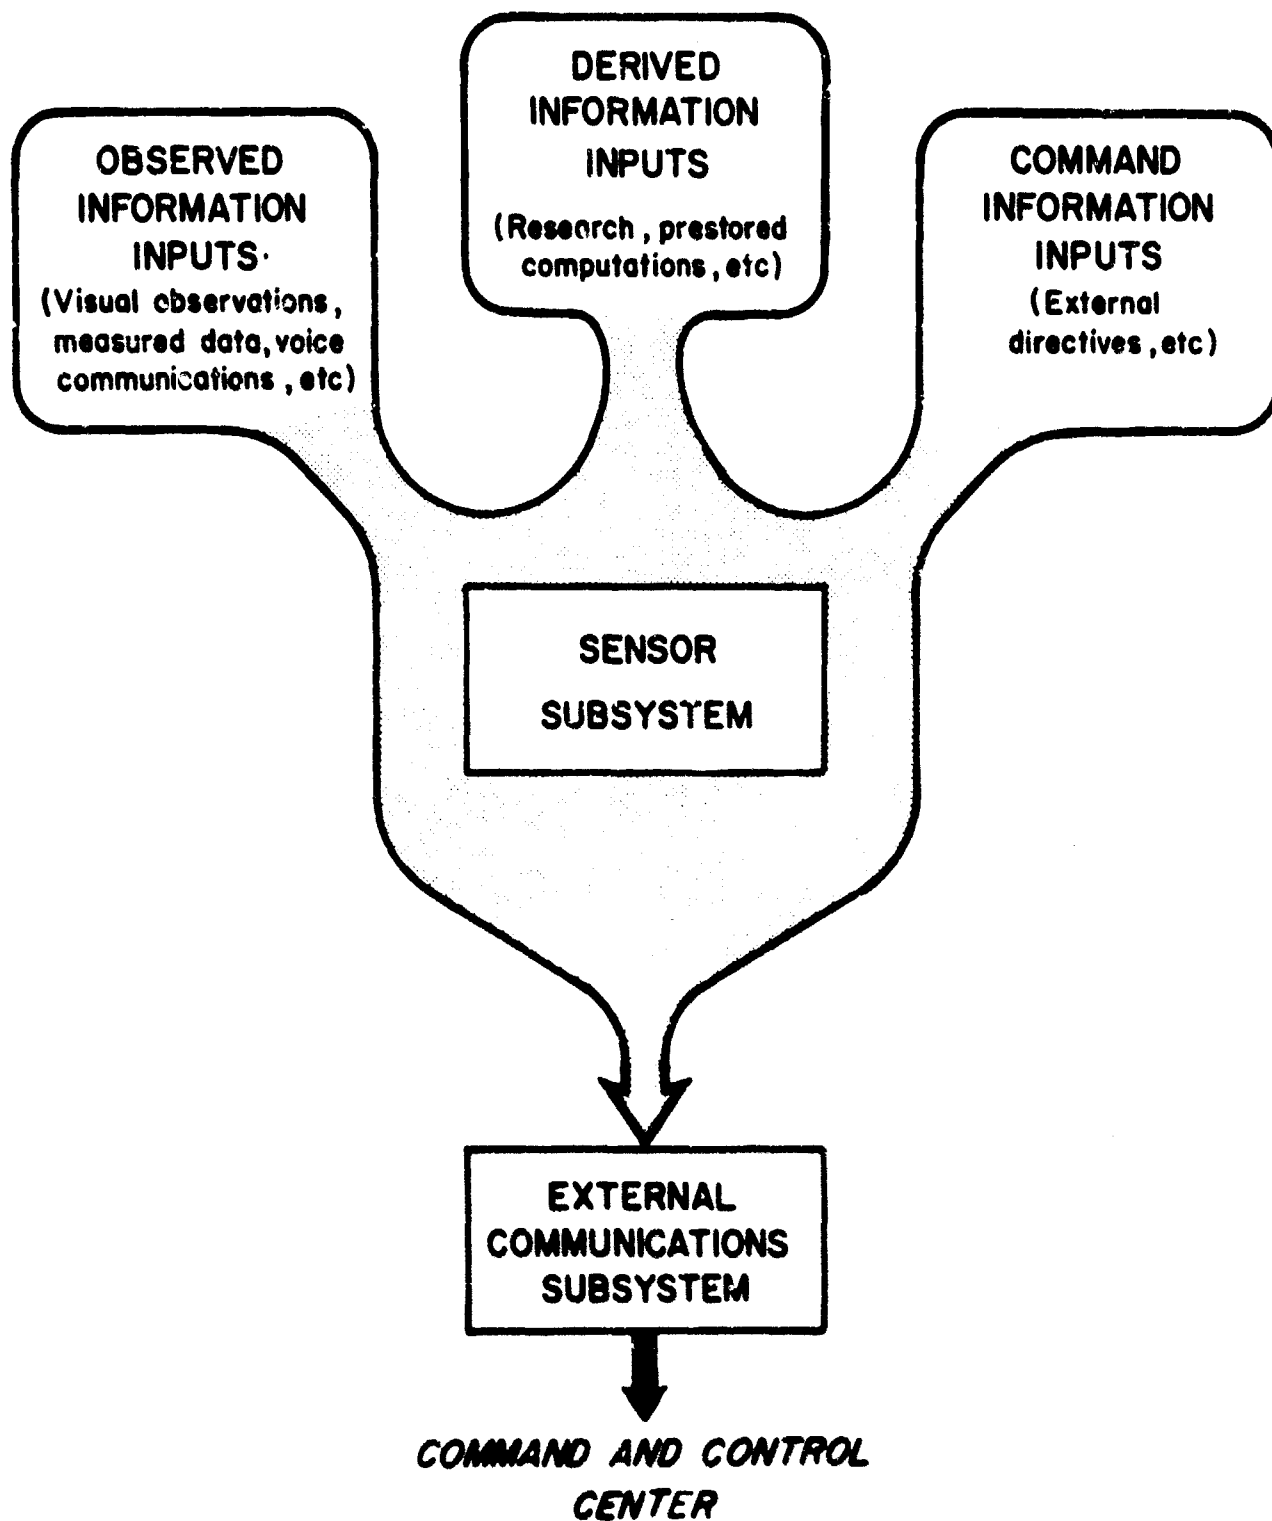 OBSERVED
INFORMATION
INPUTS
(Visual observations,
measured data, voice
communications, etc)
DERIVED
INFORMATION
INPUTS
(Research, prestored
computations, etc)
COMMAND
INFORMATION
INPUTS
(External
directives, etc)
SENSOR
SUBSYSTEM
EXTERNAL
COMMUNICATIONS
SUBSYSTEM
COMMAND AND CONTROL
CENTER